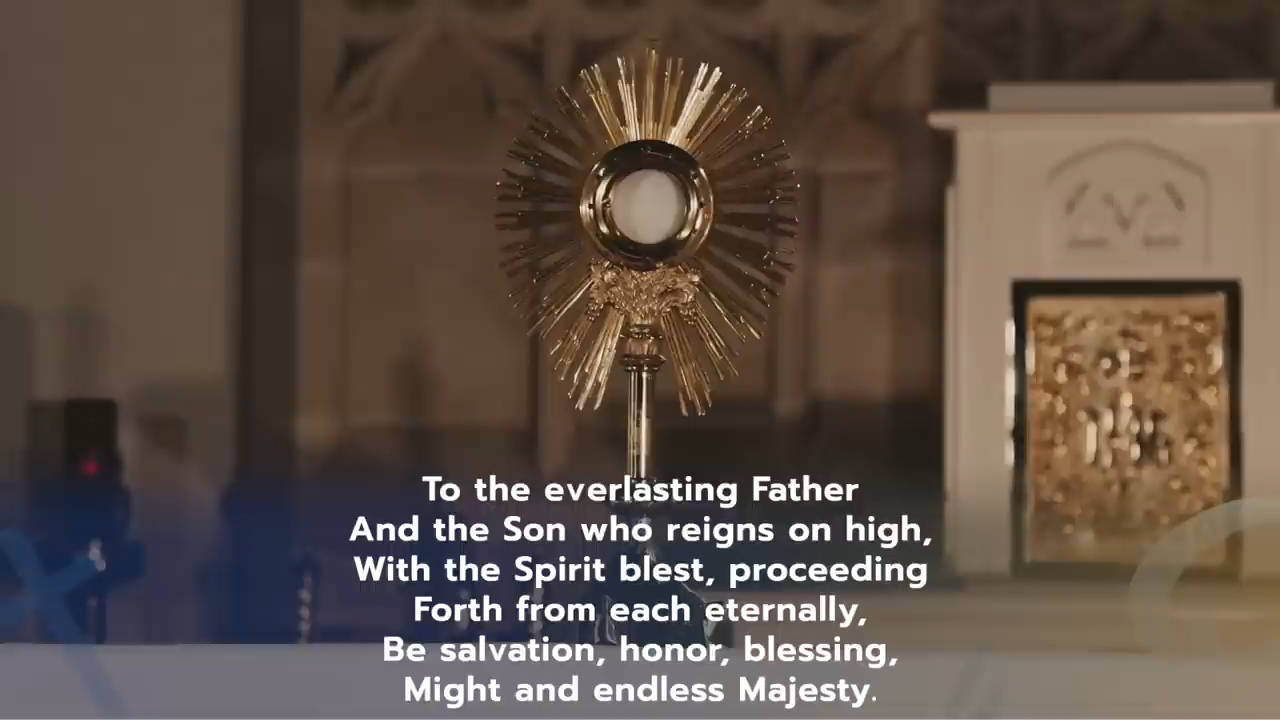 To the everlasting Father
And the Son who reigns on high,
With the Spirit blest, proceeding
Forth from each eternally,
Be salvation, honor, blessing,
Might and endless Majesty.